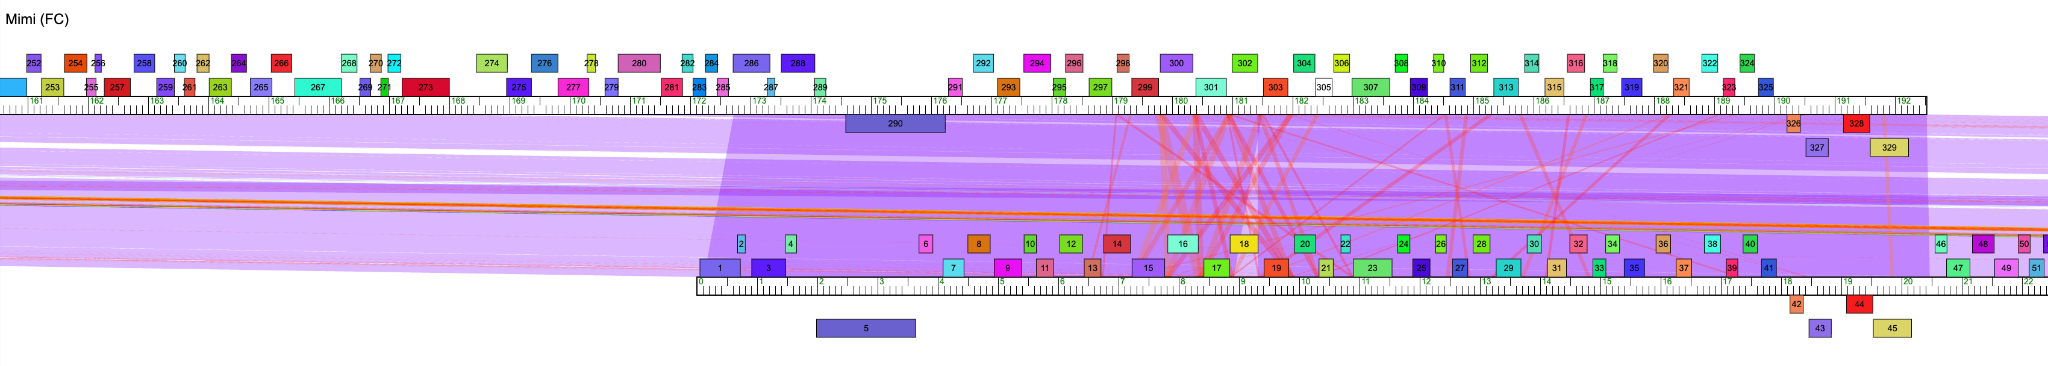 Mimi (FC)
252 254 256 258 260 262 264 266 268 270 272 274 276 278 280 282 284 286 288 292 294 296 298 300 302 304 306 308 310 312 314 316 318 320 322 324
253 255 257 259 261 263 265 267 269 271 273 275 277 279 281 283 285 287 289 291 293 295 297 299 301 303 305 307 309 311 313 315 317 319 321 323 325
161 162 163 164 165 166 167 168 169 170 171 172 173 174 175 176 177 178 179 180 181 182 183 184 185 186 187 188 189 190 191 192
290 326 328
327 329
2 4 6 8 10 12 14 16 18 20 22 24 26 28 30 32 34 36 38 40 46 48 50
1 3 7 9 11 13 15 17 19 21 23 25 27 29 31 33 35 37 39 41 47 49 51
0 1 2 3 4 5 6 7 8 9 10 11 12 13 14 15 16 17 18 19 20 21 22
42 44
5 43 45